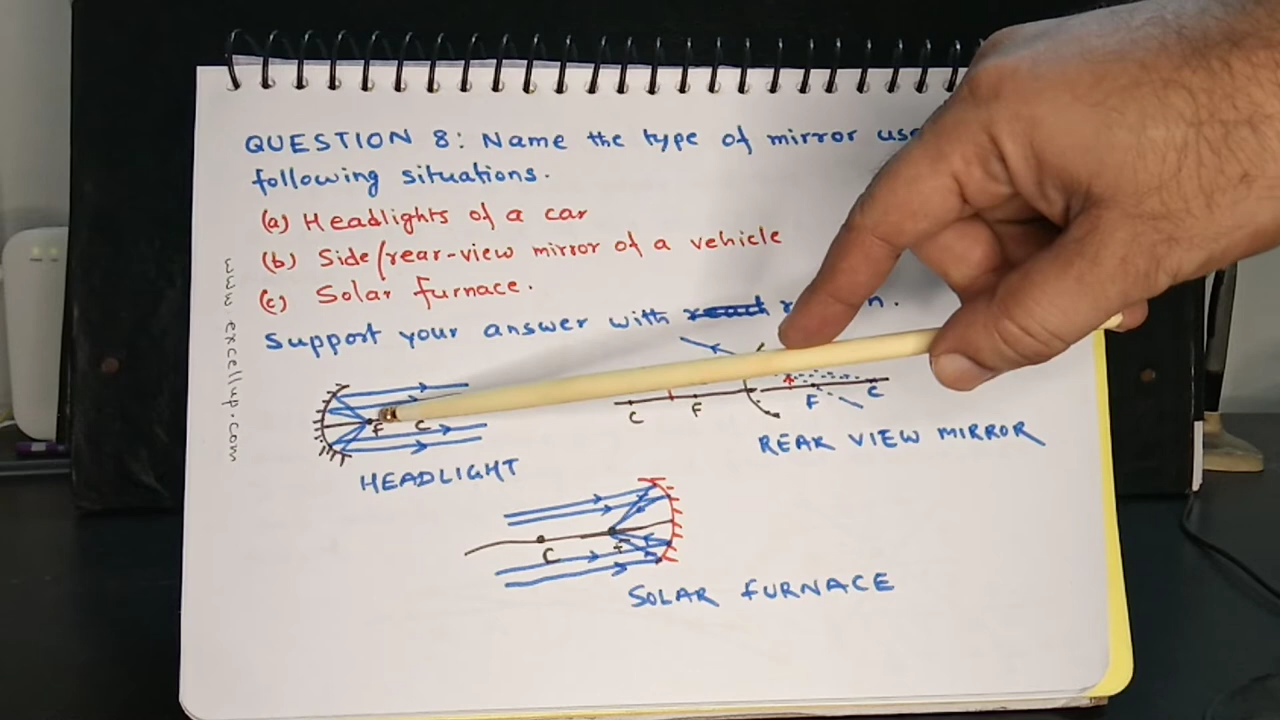 QUESTION 8: Name the type of mirror
following situations.
(a) Headlights of a car
(b) Side/rear-view mirror of a vehicle
(c) Solar furnace.
Support your answer with
www.excellup.com
F C
HEADLIGHT
C F F C
REAR VIEW MIRROR
C F
SOLAR FURNACE